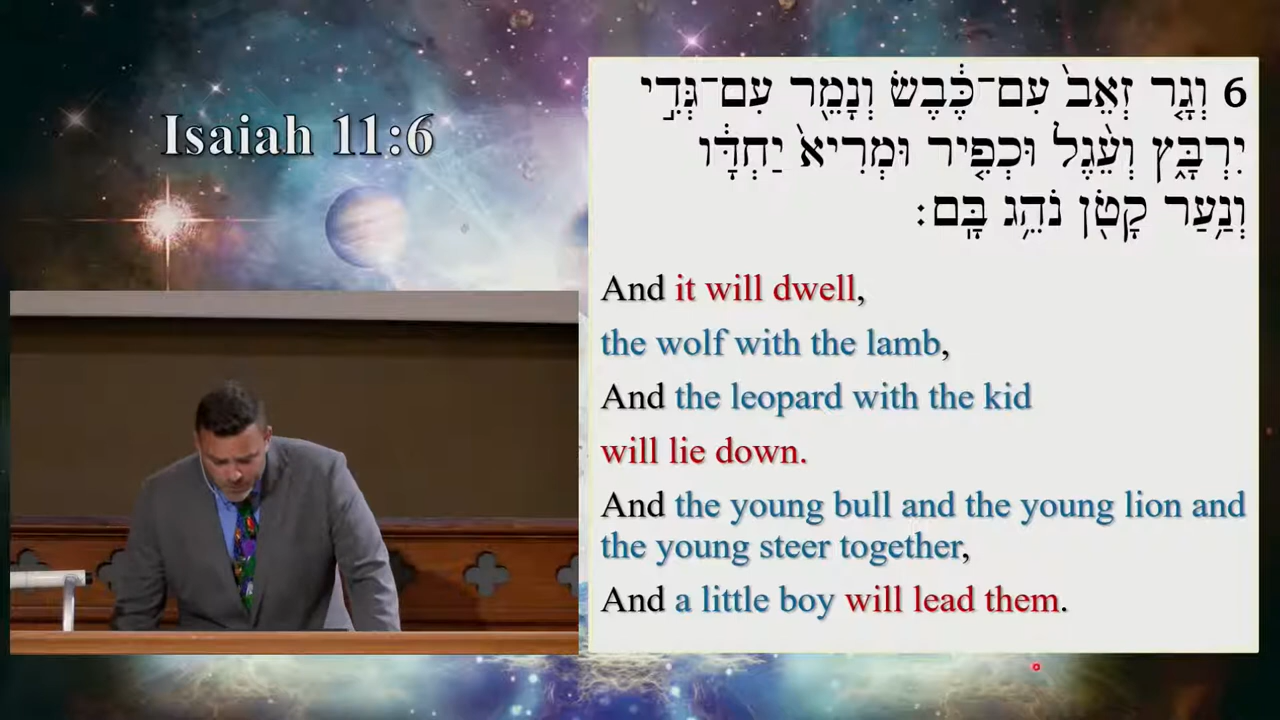 Isaiah 11:6
6 וְגָ֤ר זְאֵב֙ עִם־כֶּ֔בֶשׂ וְנָמֵ֖ר עִם־גְּדִ֣י
יִרְבָּ֑ץ וְעֵ֨גֶל וּכְפִ֤יר וּמְרִיא֙ יַחְדָּ֔ו
וְנַ֥עַר קָטֹ֖ן נֹהֵ֥ג בָּֽם׃
And it will dwell,
the wolf with the lamb,
And the leopard with the kid
will lie down.
And the young bull and the young lion and
the young steer together,
And a little boy will lead them.